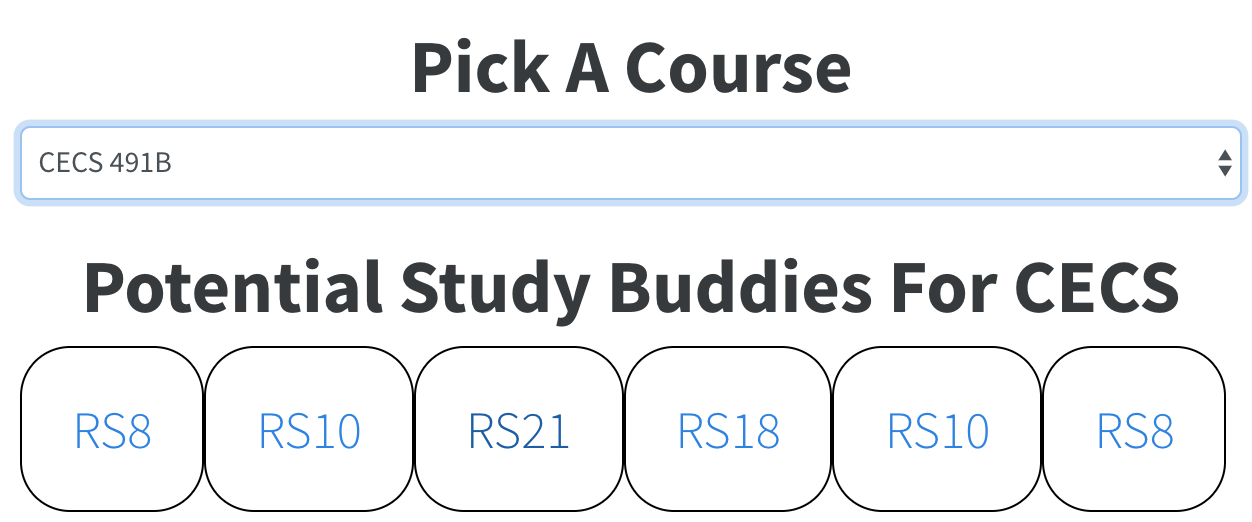 Pick A Course
CECS 491B
Potential Study Buddies For CECS
RS8 RS10 RS21 RS18 RS10 RS8